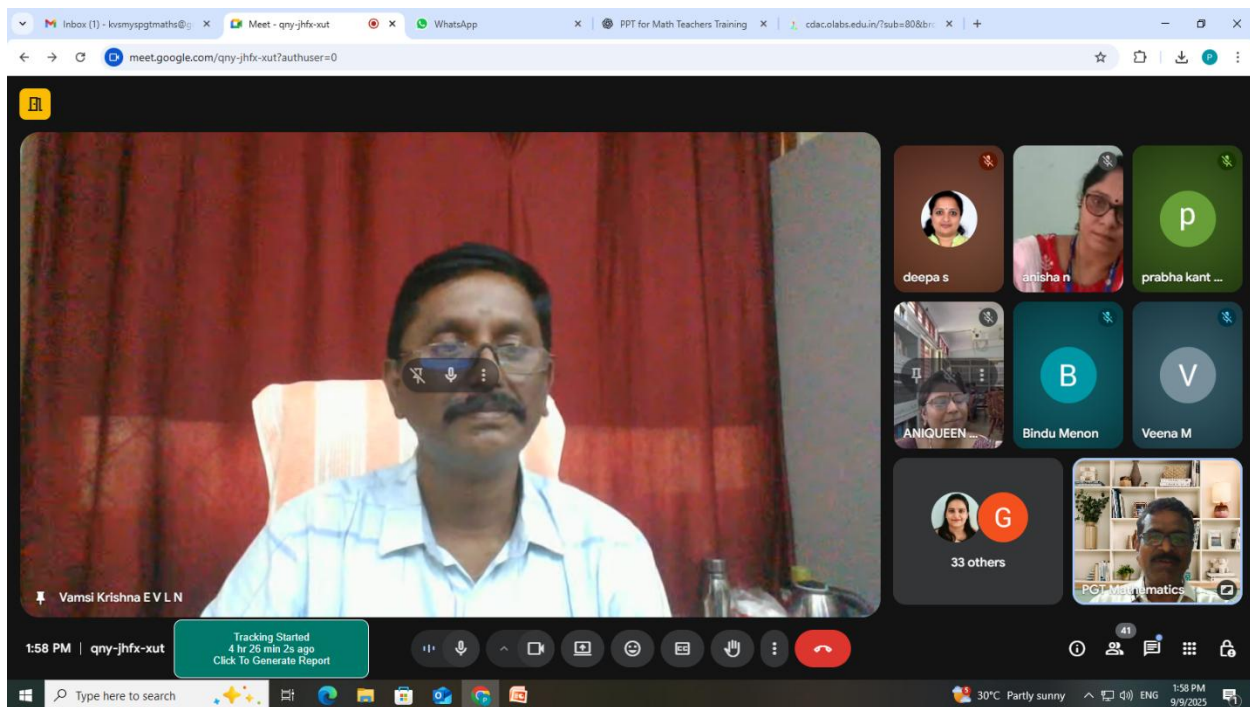 Inbox (1) - kvsmyspgtmaths@g
Meet - qny-jhfx-xut
WhatsApp
PPT for Math Teachers Training
cdac.olabs.edu.in/?sub=80&bro
meet.google.com/qny-jhfx-xut?authuser=0
P
deepa s
anisha n
p
prabha kant ...
ANIQUEEN ...
B
Bindu Menon
V
Veena M
G
33 others
PGT Mathematics
Vamsi Krishna E V L N
1:58 PM | qny-jhfx-xut
Tracking Started
4 hr 26 min 2s ago
Click To Generate Report
CC
41
Type here to search
30°C Partly sunny
ENG
1:58 PM
9/9/2025
1